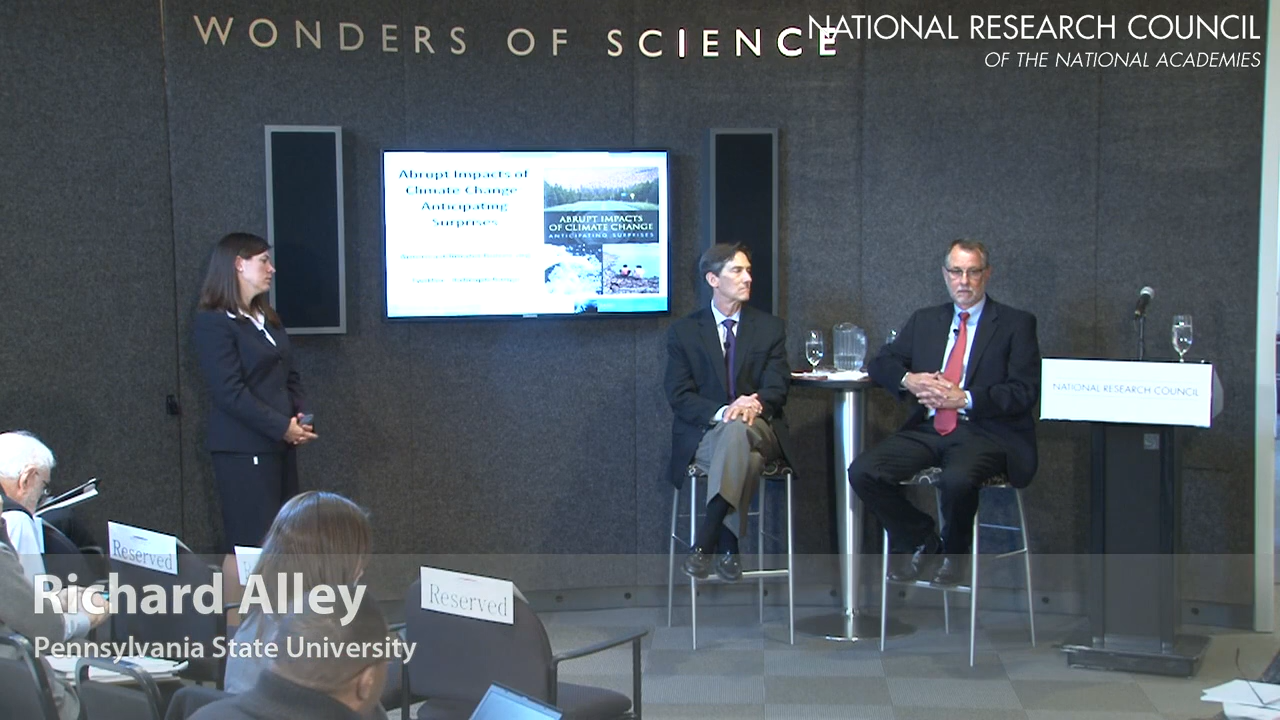 WONDERS OF SCIENCE
NATIONAL RESEARCH COUNCIL
OF THE NATIONAL ACADEMIES
Abrupt Impacts of
Climate Change
Anticipating
Surprises
ABRUPT IMPACTS
OF CLIMATE CHANGE
ANTICIPATING SURPRISES
NATIONAL RESEARCH COUNCIL
Reserved
Reserved
Richard Alley
Pennsylvania State University